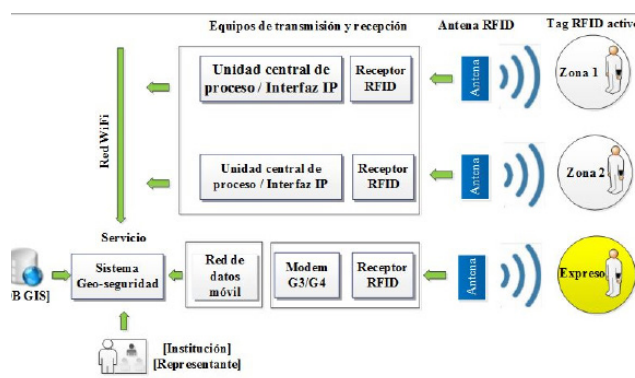 Equipos de transmisión y recepción
Antena RFID
Tag RFID activo
Unidad central de
proceso / Interfaz IP
Receptor
RFID
Antena
Zona 1
Red WiFi
Unidad central de
proceso / Interfaz IP
Receptor
RFID
Antena
Zona 2
Servicio
B GIS]
Sistema
Geo-seguridad
Red de
datos
móvil
Modem
G3/G4
Receptor
RFID
Antena
Expreso
[Institución]
[Representante]